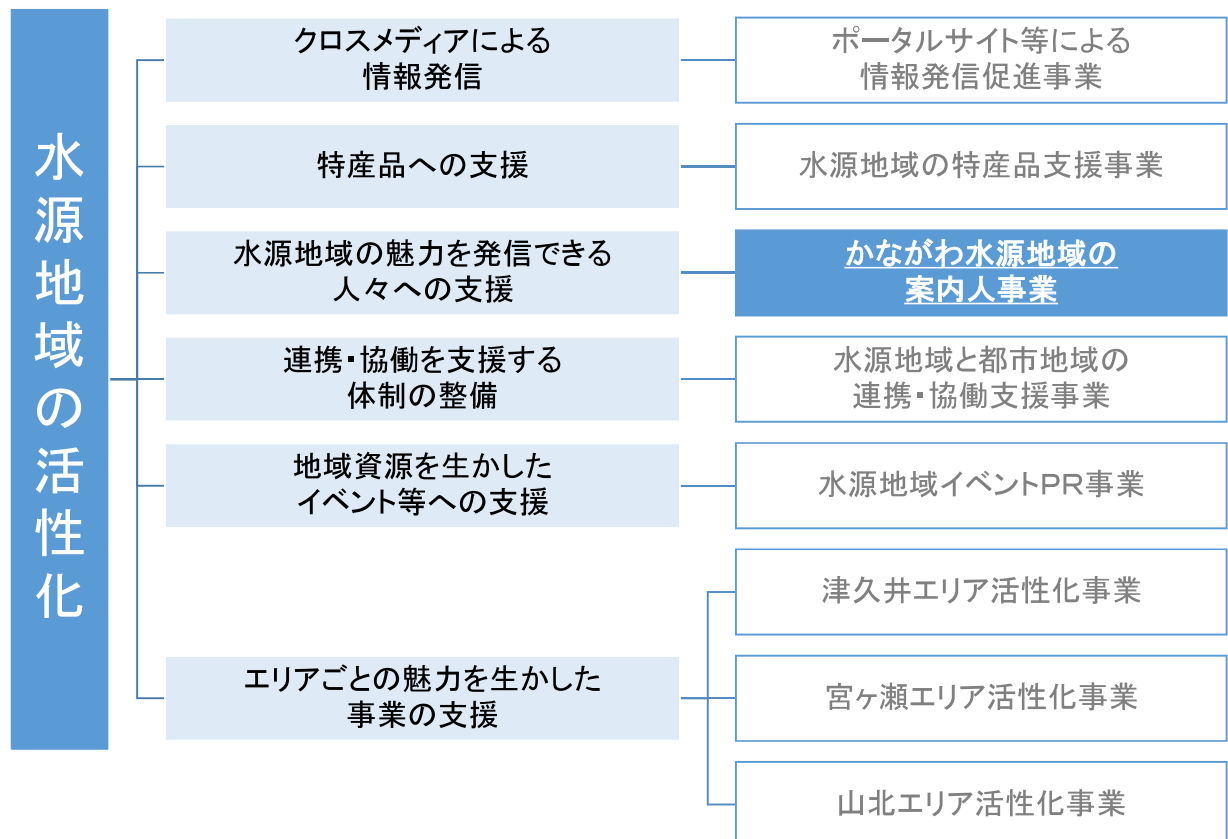 水源地域の活性化
クロスメディアによる
情報発信
ポータルサイト等による
情報発信促進事業
特産品への支援
水源地域の特産品支援事業
水源地域の魅力を発信できる
人々への支援
かながわ水源地域の
案内人事業
連携・協働を支援する
体制の整備
水源地域と都市地域の
連携・協働支援事業
地域資源を生かした
イベント等への支援
水源地域イベントPR事業
エリアごとの魅力を生かした
事業の支援
津久井エリア活性化事業
宮ヶ瀬エリア活性化事業
山北エリア活性化事業